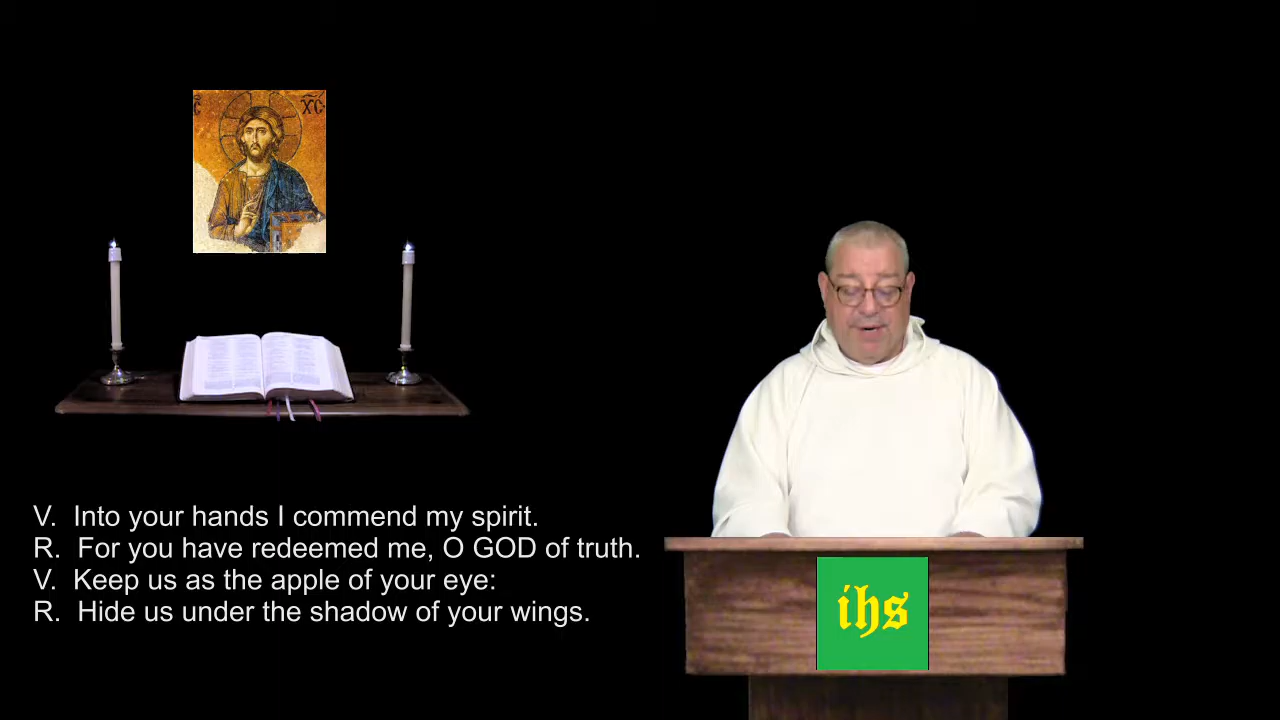 C XC
V. Into your hands I commend my spirit.
R. For you have redeemed me, O GOD of truth.
V. Keep us as the apple of your eye:
R. Hide us under the shadow of your wings.
ihs